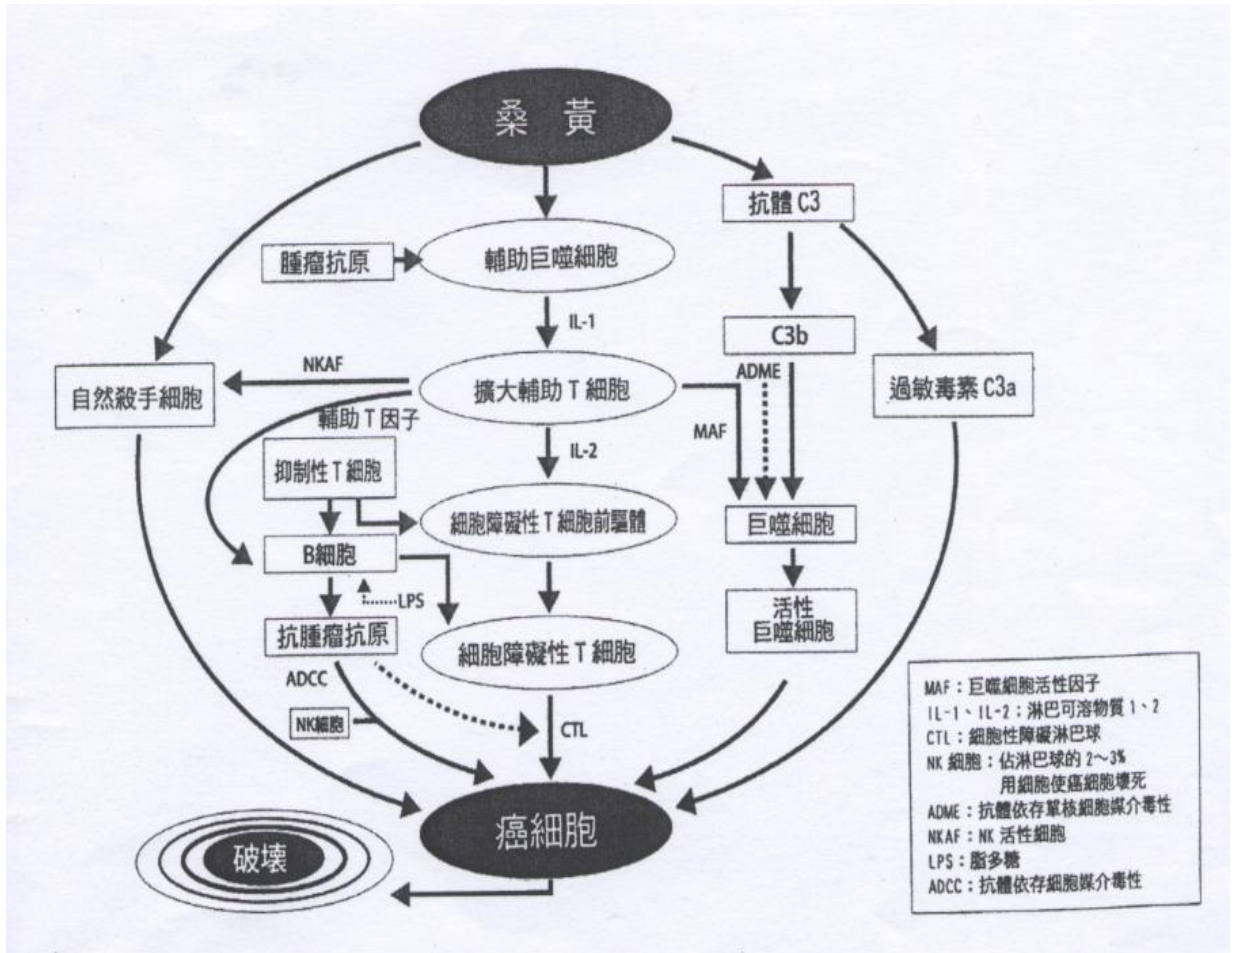 桑 黃
抗體 C3
腫瘤抗原
輔助巨噬細胞
IL-1
C3b
NKAF
ADME
自然殺手細胞
擴大輔助 T 細胞
過敏毒素 C3a
輔助 T 因子
MAF
IL-2
抑制性 T 細胞
細胞障礙性 T 細胞前驅體
巨噬細胞
B細胞
LPS
活性
巨噬細胞
抗腫瘤抗原
細胞障礙性 T 細胞
ADCC
NK細胞
CTL
癌細胞
破壞
MAF：巨噬細胞活性因子
IL-1、IL-2：淋巴可溶物質 1、2
CTL：細胞性障礙淋巴球
NK 細胞：佔淋巴球的 2～3%
用細胞使癌細胞壞死
ADME：抗體依存單核細胞媒介毒性
NKAF：NK 活性細胞
LPS：脂多糖
ADCC：抗體依存細胞媒介毒性